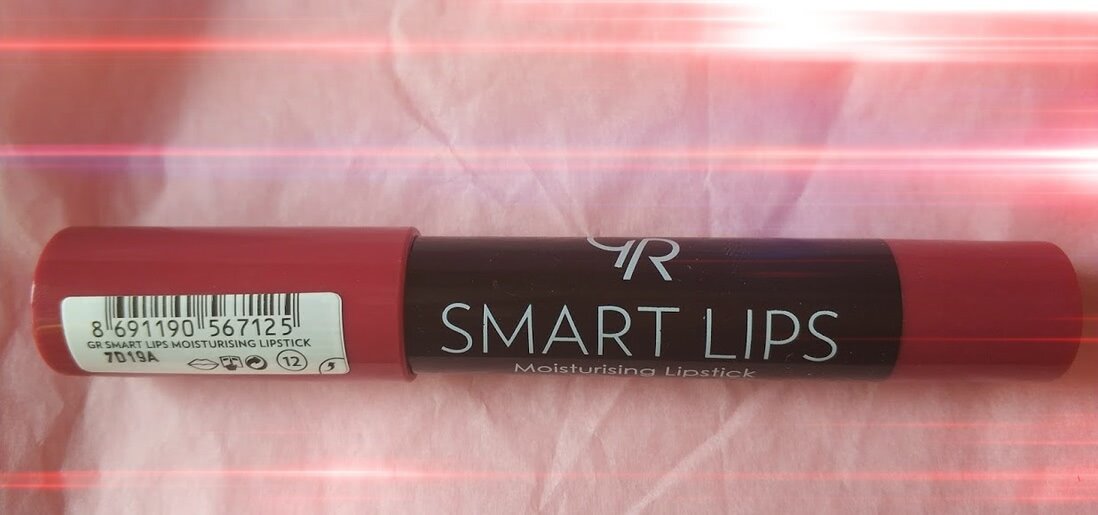 8 691190 567125
GR SMART LIPS MOISTURISING LIPSTICK
7D19A
12
GR
SMART LIPS
Moisturising Lipstick